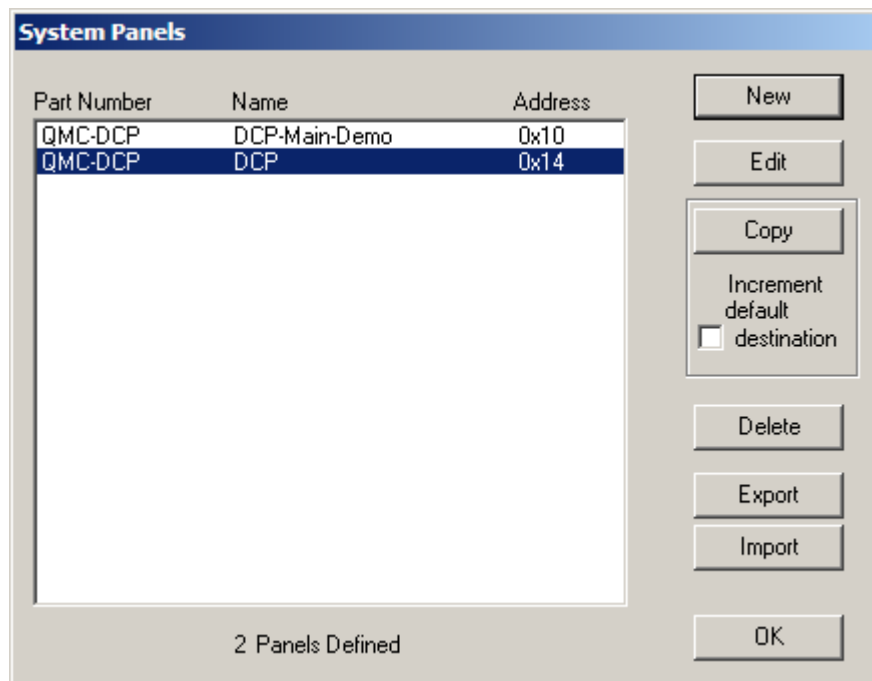 System Panels
Part Number Name Address
QMC-DCP DCP-Main-Demo 0x10
QMC-DCP DCP 0x14
2 Panels Defined
New
Edit
Copy
Increment
default
destination
Delete
Export
Import
OK